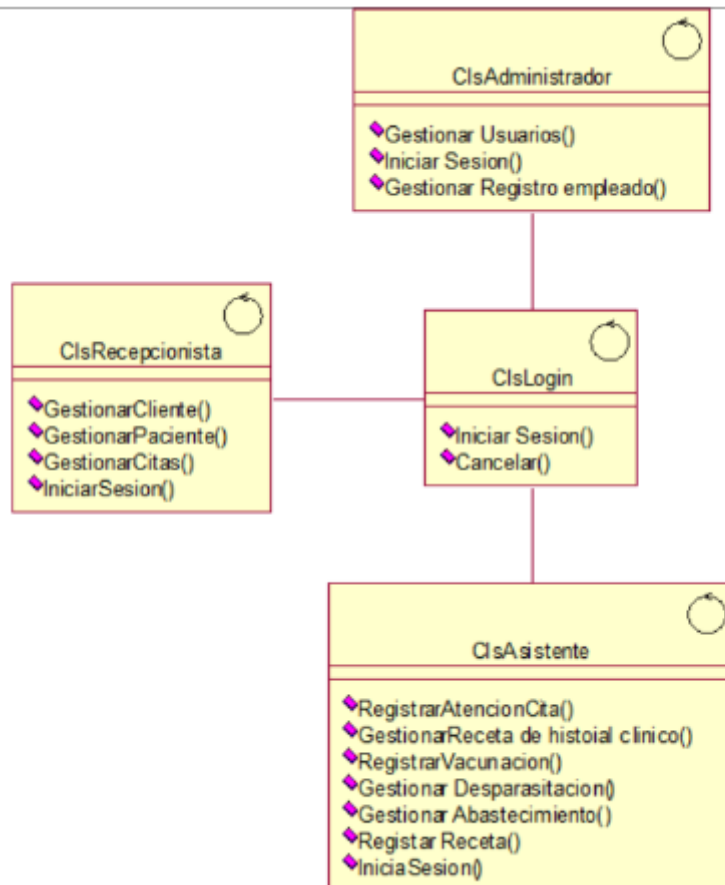 ClsAdministrador
Gestionar Usuarios()
Iniciar Sesion()
Gestionar Registro empleado()
ClsRecepcionista
GestionarCliente()
GestionarPaciente()
GestionarCitas()
IniciarSesion()
ClsLogin
Iniciar Sesion()
Cancelar()
ClsAsistente
RegistrarAtencionCita()
GestionarReceta de histoial clinico()
RegistrarVacunacion()
Gestionar Desparasitacion()
Gestionar Abastecimiento()
Registar Receta()
IniciaSesion()